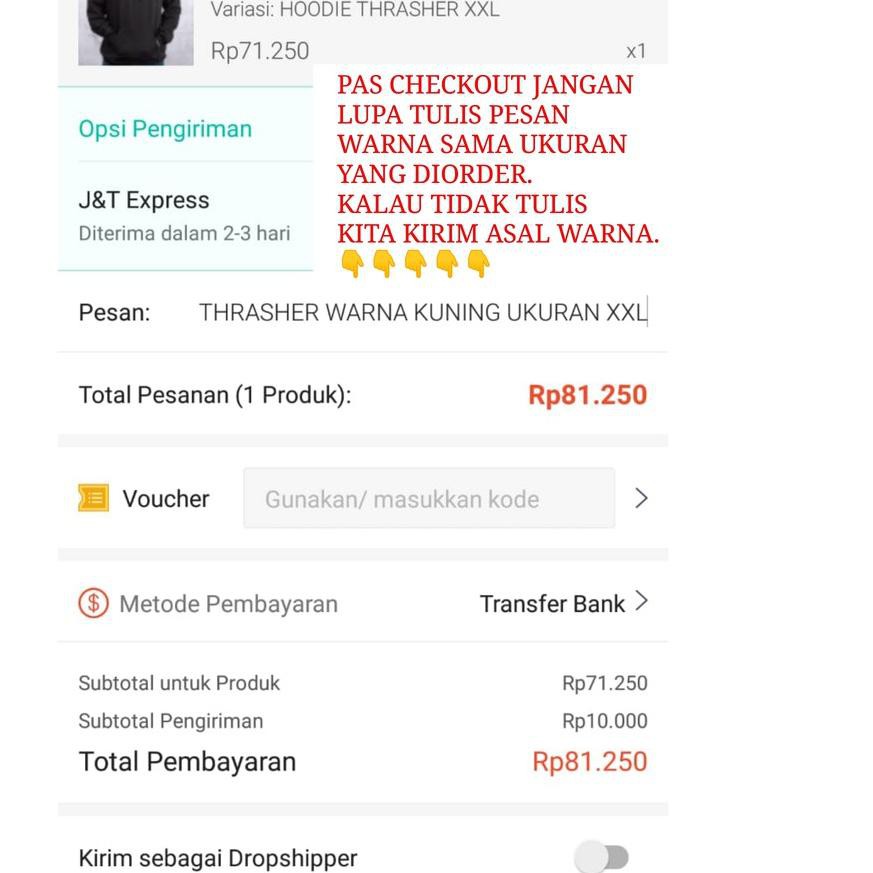 Variasi: HOODIE THRASHER XXL
Rp71.250 x1
PAS CHECKOUT JANGAN
LUPA TULIS PESAN
WARNA SAMA UKURAN
YANG DIORDER.
KALAU TIDAK TULIS
KITA KIRIM ASAL WARNA.
👇👇👇👇👇
Opsi Pengiriman
J&T Express
Diterima dalam 2-3 hari
Pesan: THRASHER WARNA KUNING UKURAN XXL
Total Pesanan (1 Produk): Rp81.250
Voucher Gunakan/ masukkan kode
Metode Pembayaran Transfer Bank
Subtotal untuk Produk Rp71.250
Subtotal Pengiriman Rp10.000
Total Pembayaran Rp81.250
Kirim sebagai Dropshipper